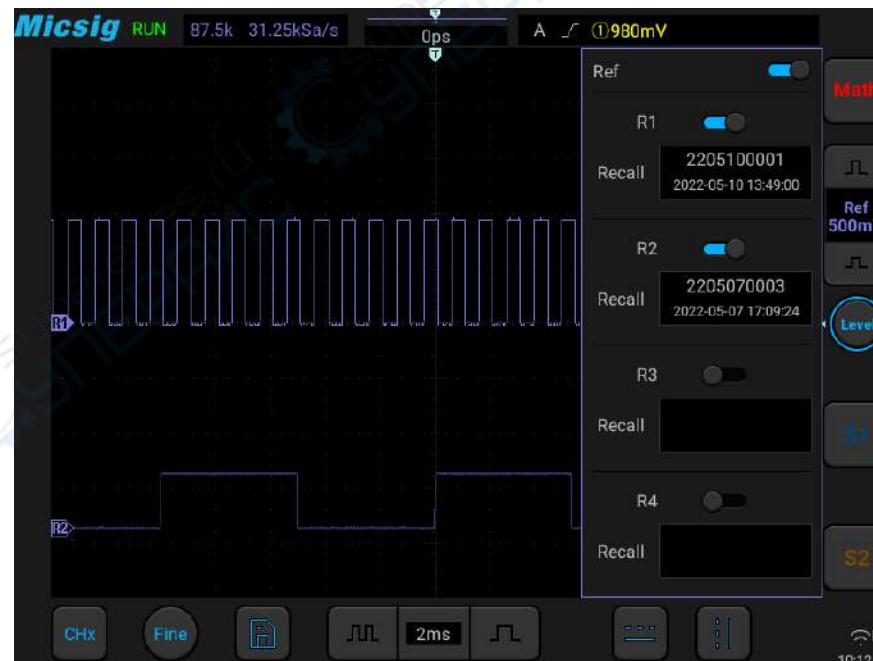 Micsig RUN 87.5k 31.25kSa/s 0ps A ①980mV
T
Ref
Math
R1
Recall 2205100001
2022-05-10 13:49:00
Ref
500m
R2
Recall 2205070003
2022-05-07 17:09:24
R1
Level
R3
Recall
S1
R4
R2
Recall
S2
CHx Fine 2ms